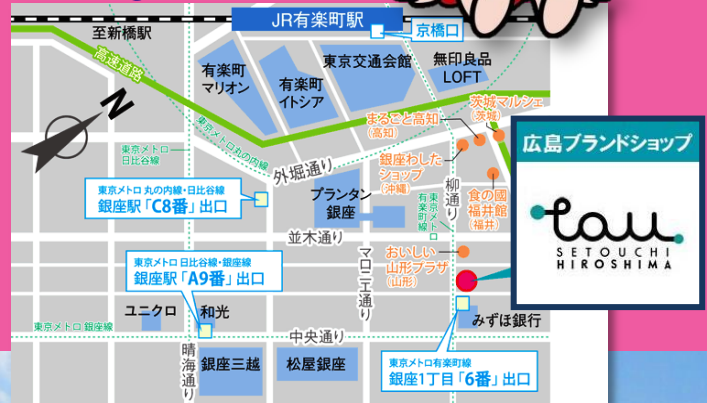 JR有楽町駅
京橋口
至新橋駅
高速道路
有楽町
マリオン
有楽町
イトシア
東京交通会館
無印良品
LOFT
N
東京メトロ
日比谷線
東京メトロ丸の内線
外堀通り
まるごと高知
(高知)
茨城マルシェ
(茨城)
銀座わした
ショップ
(沖縄)
食の國
福井館
(福井)
広島ブランドショップ
tau
SETOUCHI
HIROSHIMA
東京メトロ 丸の内線・日比谷線
銀座駅「C8番」出口
プランタン
銀座
東京メトロ
有楽町線
柳通り
並木通り
マロニエ通り
おいしい
山形プラザ
(山形)
東京メトロ 日比谷線・銀座線
銀座駅「A9番」出口
ユニクロ
和光
みずほ銀行
東京メトロ 銀座線
中央通り
晴海通り
銀座三越
松屋銀座
東京メトロ有楽町線
銀座1丁目「6番」出口